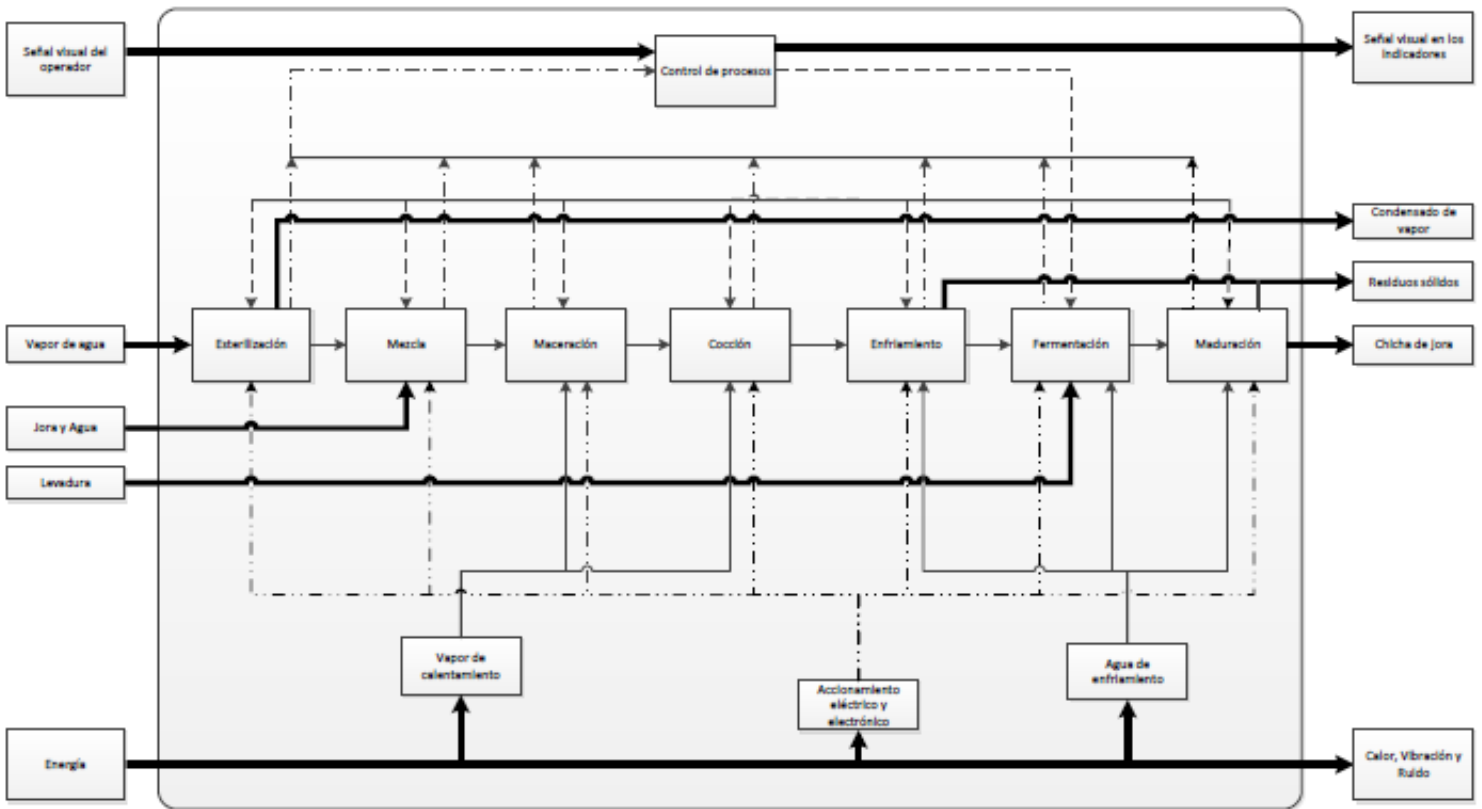 Señal visual del
operador
Control de procesos
Señal visual en los
Indicadores
Condensado de
vapor
Residuos sólidos
Vapor de agua
Esterilización
Mezcla
Maceración
Cocción
Enfriamiento
Fermentación
Maduración
Chicha de jora
Jora y Agua
Levadura
Vapor de
calentamiento
Accionamiento
eléctrico y
electrónico
Agua de
enfriamiento
Energía
Calor, Vibración y
Ruido